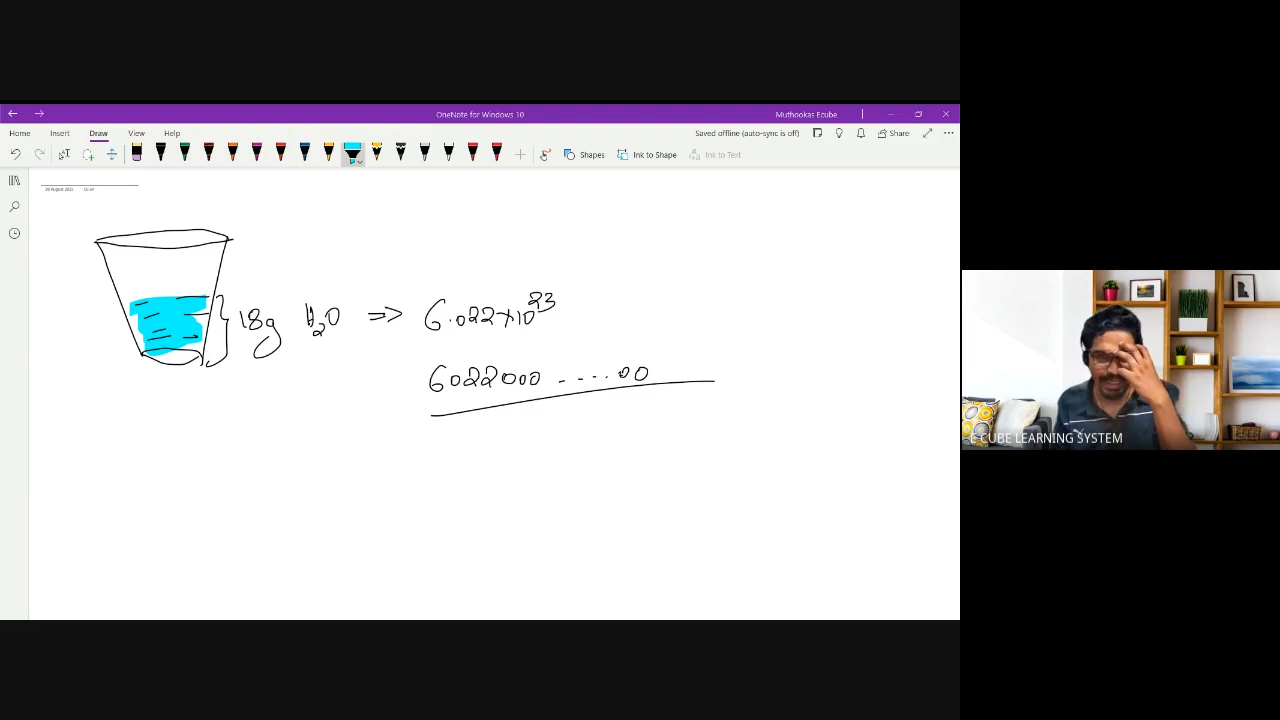 OneNote for Windows 10
Muthookas Ecube
Home Insert Draw View Help
Saved offline (auto-sync is off)
Share
Shapes
Ink to Shape
Ink to Text
18g H2O => 6.022×10^23
6022000 ......00
C CUBE LEARNING SYSTEM